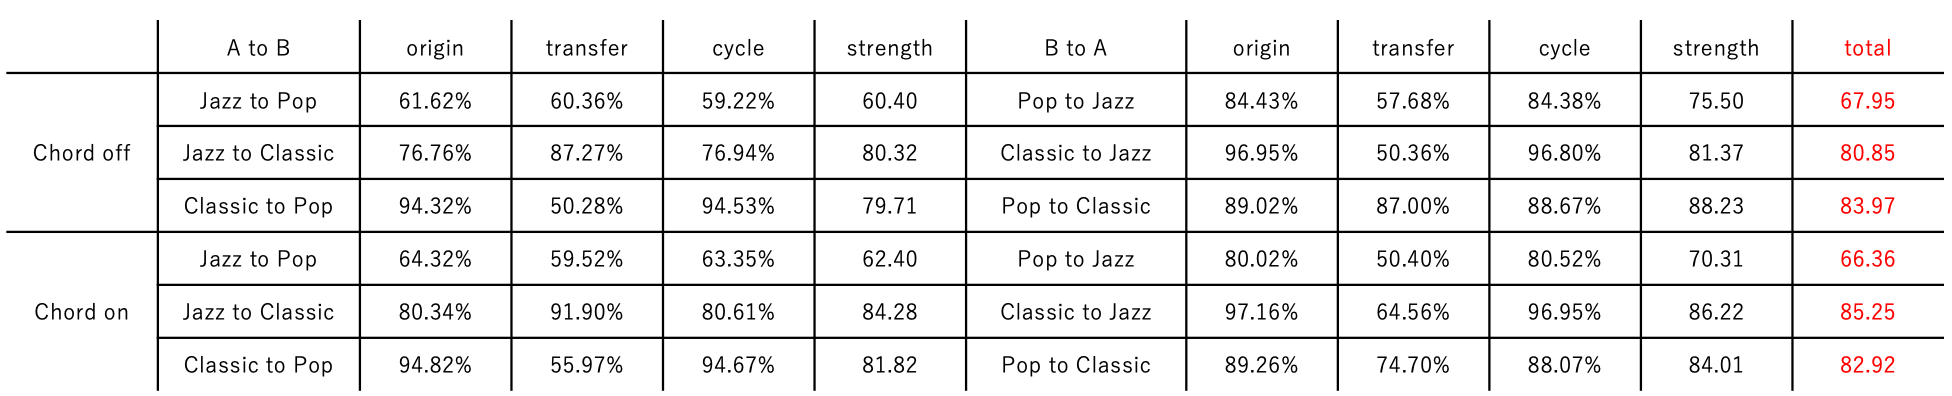 A to B origin transfer cycle strength B to A origin transfer cycle strength total
Jazz to Pop 61.62% 60.36% 59.22% 60.40 Pop to Jazz 84.43% 57.68% 84.38% 75.50 67.95
Chord off Jazz to Classic 76.76% 87.27% 76.94% 80.32 Classic to Jazz 96.95% 50.36% 96.80% 81.37 80.85
Classic to Pop 94.32% 50.28% 94.53% 79.71 Pop to Classic 89.02% 87.00% 88.67% 88.23 83.97
Jazz to Pop 64.32% 59.52% 63.35% 62.40 Pop to Jazz 80.02% 50.40% 80.52% 70.31 66.36
Chord on Jazz to Classic 80.34% 91.90% 80.61% 84.28 Classic to Jazz 97.16% 64.56% 96.95% 86.22 85.25
Classic to Pop 94.82% 55.97% 94.67% 81.82 Pop to Classic 89.26% 74.70% 88.07% 84.01 82.92